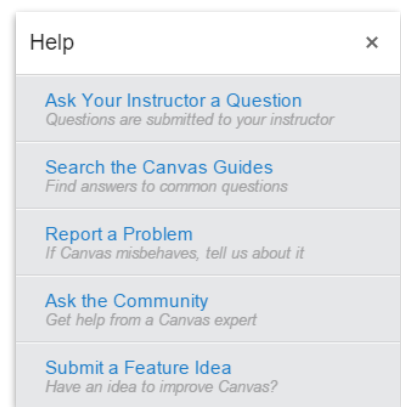 Help ×
Ask Your Instructor a Question
Questions are submitted to your instructor
Search the Canvas Guides
Find answers to common questions
Report a Problem
If Canvas misbehaves, tell us about it
Ask the Community
Get help from a Canvas expert
Submit a Feature Idea
Have an idea to improve Canvas?